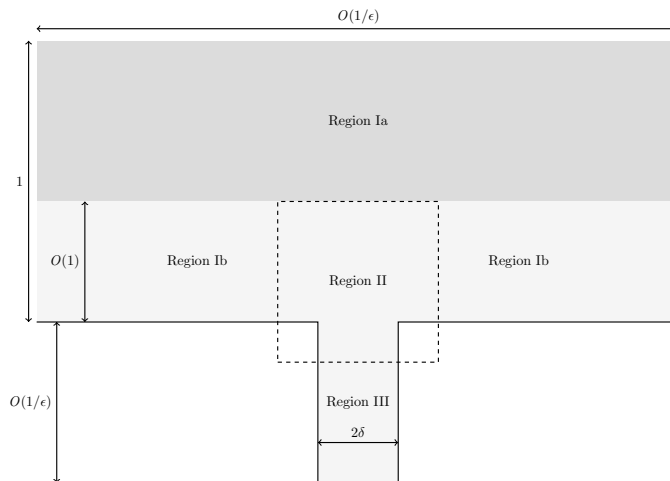 O(1/ϵ)
Region Ia
1
O(1)
Region Ib
Region Ib
Region II
O(1/ϵ)
Region III
2δ